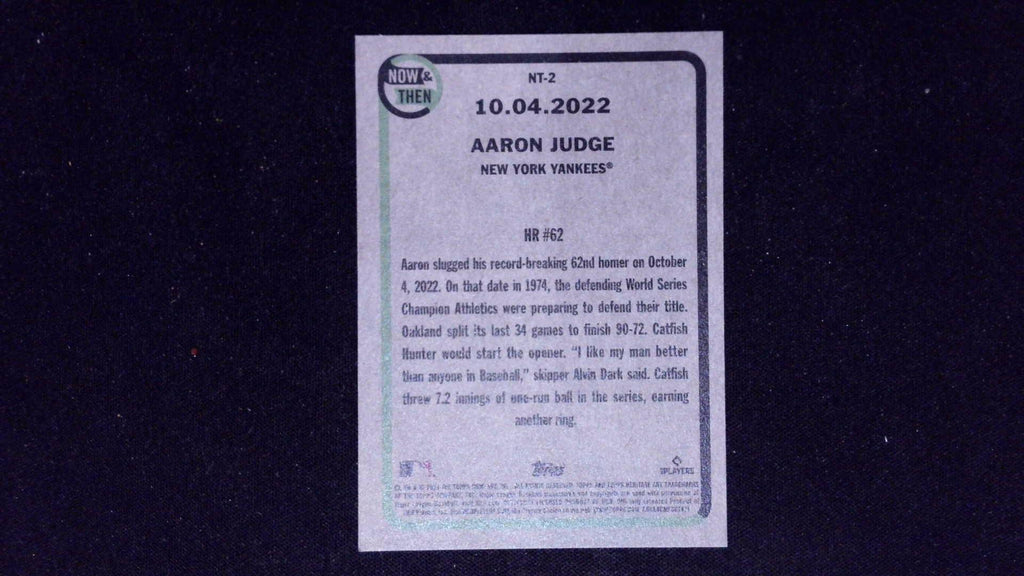 NOW &
THEN
NT-2
10.04.2022
AARON JUDGE
NEW YORK YANKEES®
HR #62
Aaron slugged his record-breaking 62nd homer on October
4, 2022. On that date in 1974, the defending World Series
Champion Athletics were preparing to defend their title.
Oakland split its last 34 games to finish 90-72. Catfish
Hunter would start the opener. "I like my man better
than anyone in Baseball," skipper Alvin Dark said. Catfish
threw 7.2 innings of one-run ball in the series, earning
another ring.
Topps
PLAYERS